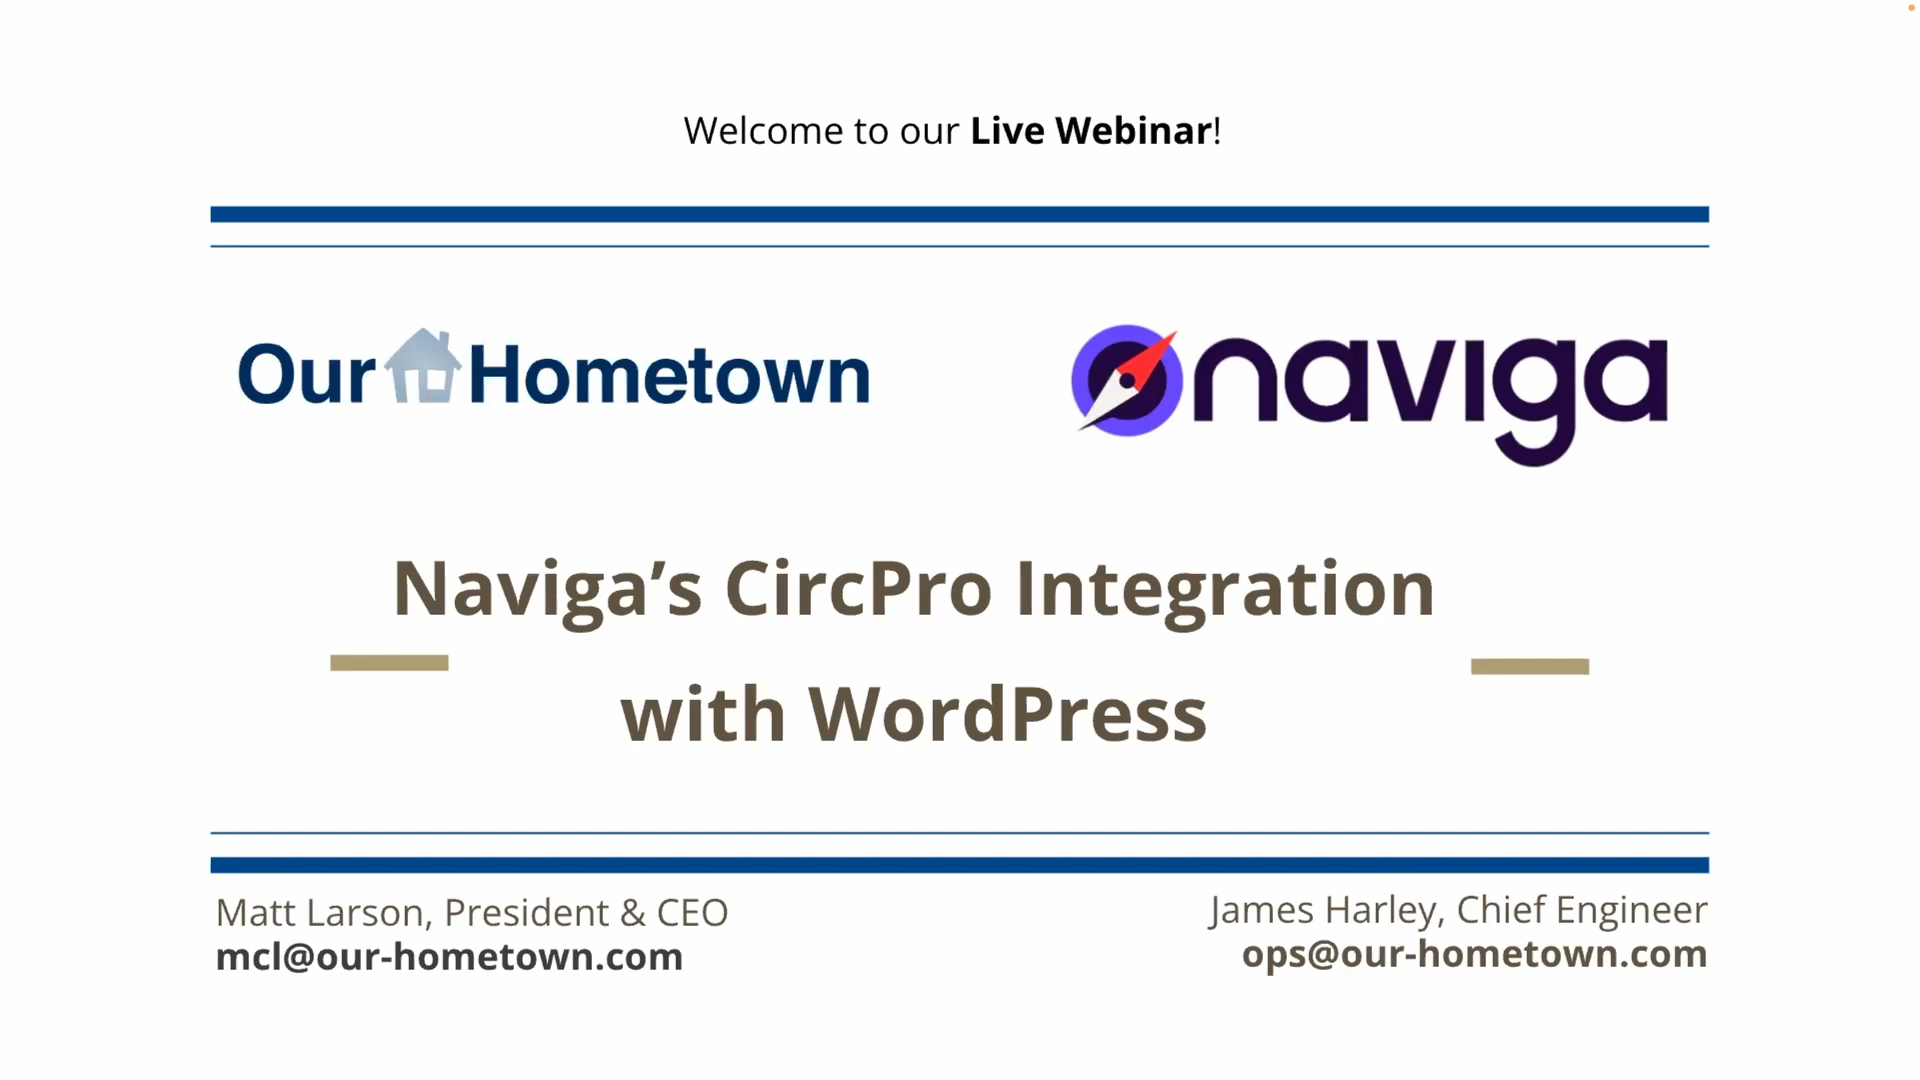 Welcome to our Live Webinar!
Our Hometown
naviga
Naviga’s CircPro Integration
with WordPress
Matt Larson, President & CEO
mcl@our-hometown.com
James Harley, Chief Engineer
ops@our-hometown.com